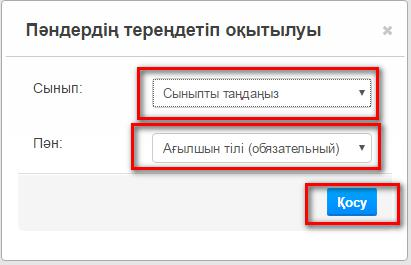 Пәндердің тереңдетіп оқытылуы
Сынып: Сыныпты таңдаңыз
Пән: Ағылшын тілі (обязательный)
Қосу